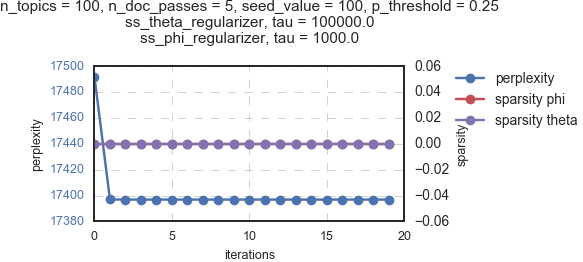 n_topics = 100, n_doc_passes = 5, seed_value = 100, p_threshold = 0.25
ss_theta_regularizer, tau = 100000.0
ss_phi_regularizer, tau = 1000.0
17500
17480
17460
17440
17420
17400
17380
perplexity
0
5
10
15
20
iterations
0.06
0.04
0.02
0.00
−0.02
−0.04
−0.06
sparsity
perplexity
sparsity phi
sparsity theta